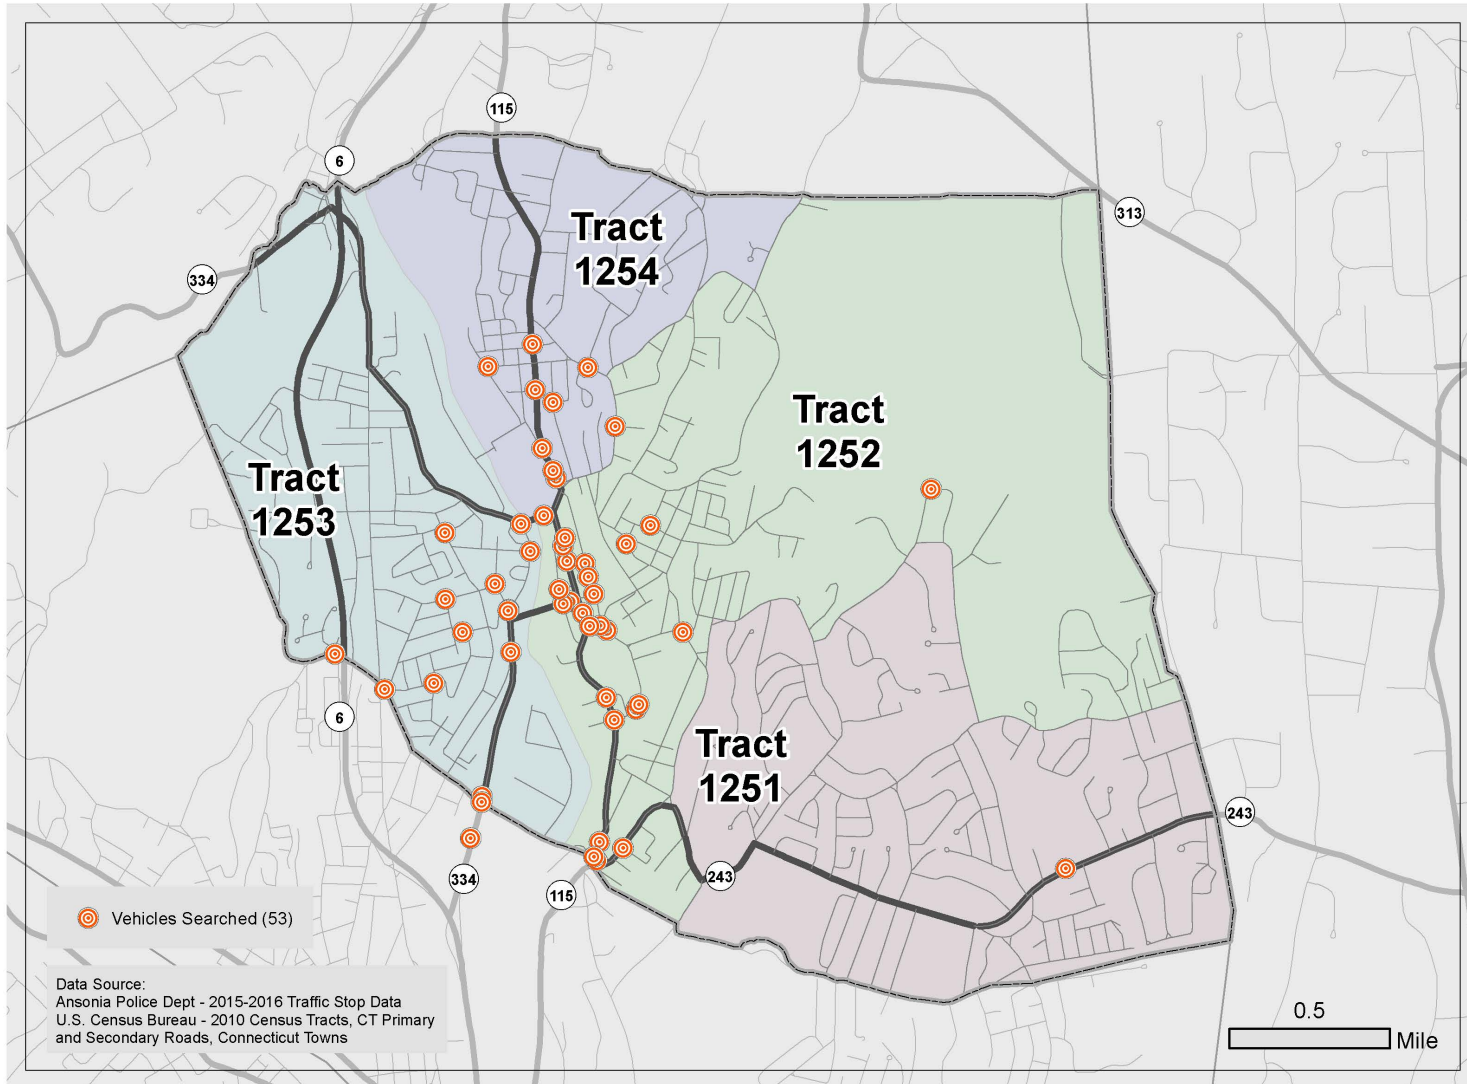 115
6
313
334
Tract
1254
Tract
1252
Tract
1253
6
Tract
1251
243
243
334
115
Vehicles Searched (53)
Data Source:
Ansonia Police Dept - 2015-2016 Traffic Stop Data
U.S. Census Bureau - 2010 Census Tracts, CT Primary
and Secondary Roads, Connecticut Towns
0.5
Mile